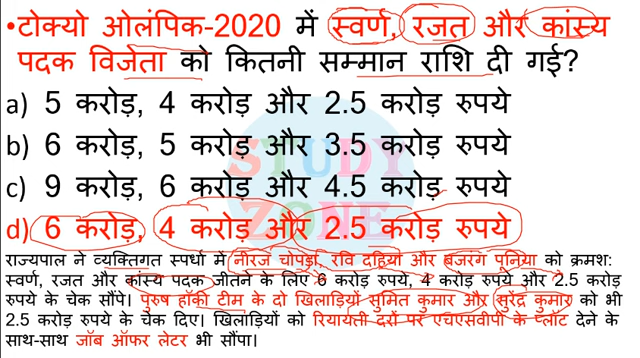 •टोक्यो ओलंपिक-2020 में स्वर्ण, रजत और कांस्य
पदक विजेता को कितनी सम्मान राशि दी गई?
a) 5 करोड़, 4 करोड़ और 2.5 करोड़ रुपये
b) 6 करोड़, 5 करोड़ और 3.5 करोड़ रुपये
c) 9 करोड़, 6 करोड़ और 4.5 करोड़ रुपये
d) 6 करोड़, 4 करोड़ और 2.5 करोड़ रुपये
STUDY
ZONE
राज्यपाल ने व्यक्तिगत स्पर्धा में नीरज चोपड़ा, रवि दहिया और बजरंग पूनिया को क्रमश:
स्वर्ण, रजत और कांस्य पदक जीतने के लिए 6 करोड़ रुपये, 4 करोड़ रुपये और 2.5 करोड़
रुपये के चेक सौंपे। पुरुष हॉकी टीम के दो खिलाड़ियों सुमित कुमार और सुरेंद्र कुमार को भी
2.5 करोड़ रुपये के चेक दिए। खिलाड़ियों को रियायती दरों पर एचएसवीपी के प्लॉट देने के
साथ-साथ जॉब ऑफर लेटर भी सौंपा।